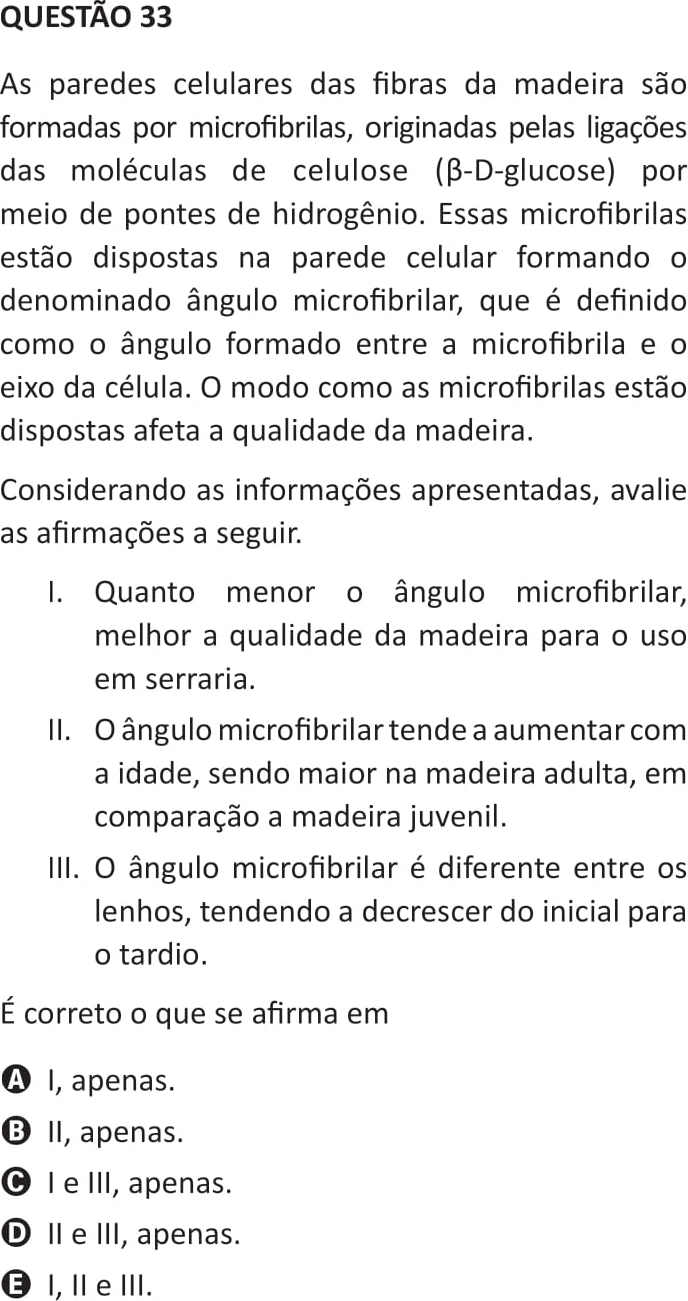 QUESTÃO 33
As paredes celulares das fibras da madeira são
formadas por microfibrilas, originadas pelas ligações
das moléculas de celulose (β-D-glucose) por
meio de pontes de hidrogênio. Essas microfibrilas
estão dispostas na parede celular formando o
denominado ângulo microfibrilar, que é definido
como o ângulo formado entre a microfibrila e o
eixo da célula. O modo como as microfibrilas estão
dispostas afeta a qualidade da madeira.
Considerando as informações apresentadas, avalie
as afirmações a seguir.
I. Quanto menor o ângulo microfibrilar,
melhor a qualidade da madeira para o uso
em serraria.
II. O ângulo microfibrilar tende a aumentar com
a idade, sendo maior na madeira adulta, em
comparação a madeira juvenil.
III. O ângulo microfibrilar é diferente entre os
lenhos, tendendo a decrescer do inicial para
o tardio.
É correto o que se afirma em
A I, apenas.
B II, apenas.
C I e III, apenas.
D II e III, apenas.
E I, II e III.